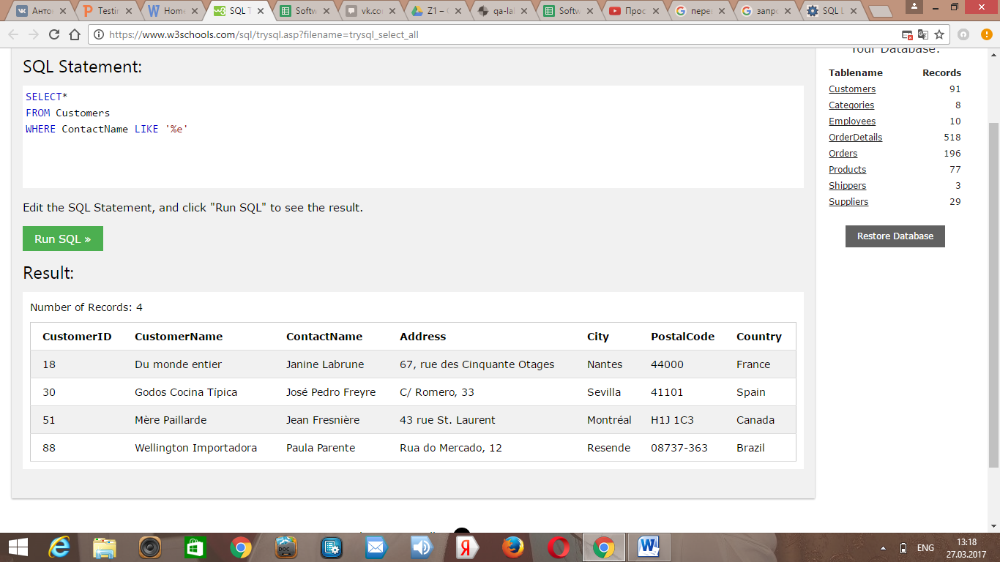 Антон
Testin
Home
SQL T
Softw
vk.co
Z1 –
qa-lal
Softw
Прос
пере
запро
SQL L
https://www.w3schools.com/sql/trysql.asp?filename=trysql_select_all
SQL Statement:
SELECT*
FROM Customers
WHERE ContactName LIKE '%e'
Edit the SQL Statement, and click "Run SQL" to see the result.
Run SQL »
Result:
Number of Records: 4
CustomerID CustomerName ContactName Address City PostalCode Country
18 Du monde entier Janine Labrune 67, rue des Cinquante Otages Nantes 44000 France
30 Godos Cocina Típica José Pedro Freyre C/ Romero, 33 Sevilla 41101 Spain
51 Mère Paillarde Jean Fresnière 43 rue St. Laurent Montréal H1J 1C3 Canada
88 Wellington Importadora Paula Parente Rua do Mercado, 12 Resende 08737-363 Brazil
Your Database:
Tablename Records
Customers 91
Categories 8
Employees 10
OrderDetails 518
Orders 196
Products 77
Shippers 3
Suppliers 29
Restore Database
ENG
13:18
27.03.2017